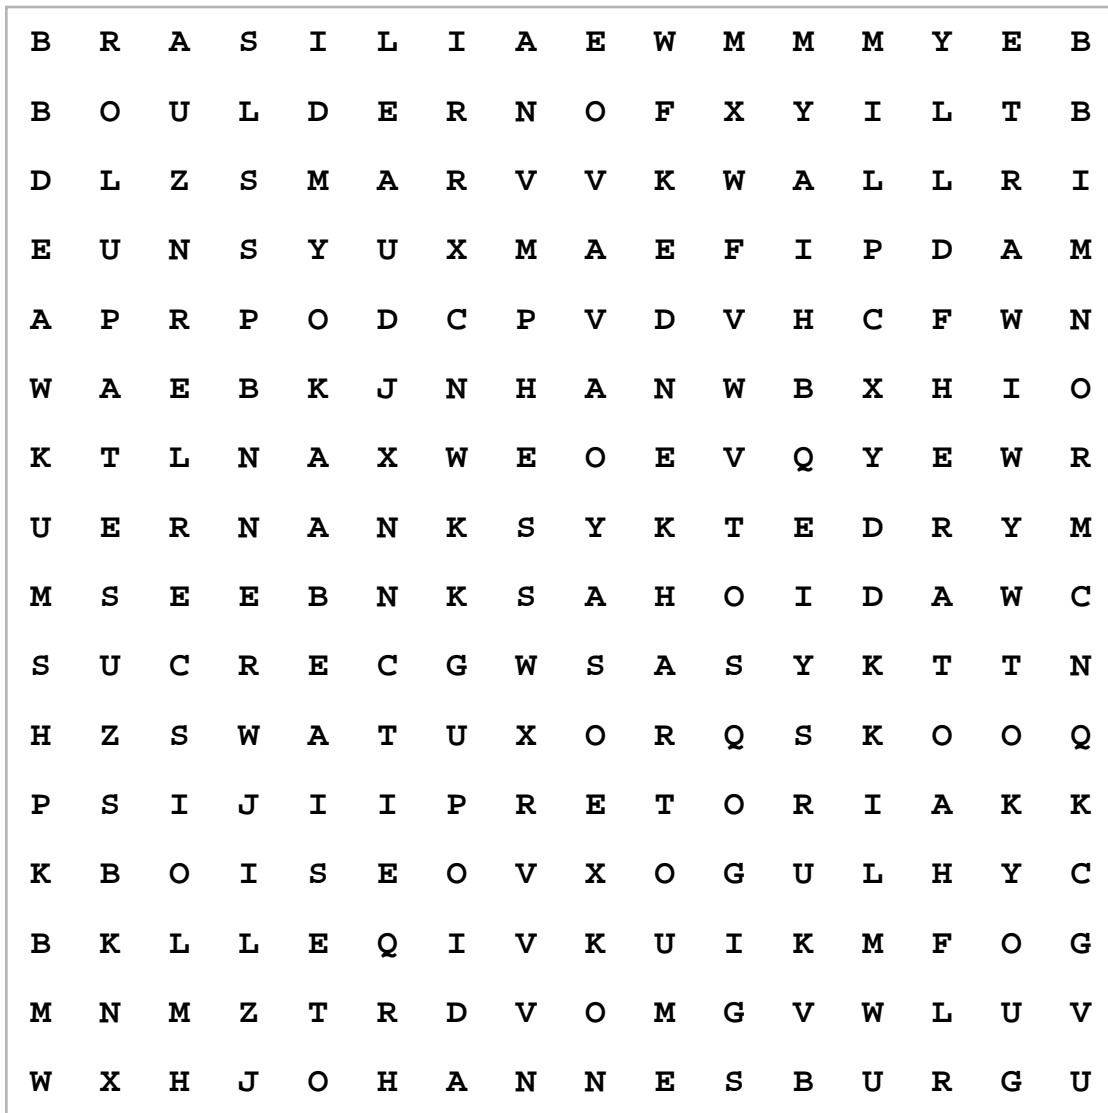 B R A S I L I A E W M M M Y E B
B O U L D E R N O F X Y I L T B
D L Z S M A R V V K W A L L R I
E U N S Y U X M A E F I P D A M
A P R P O D C P V D V H C F W N
W A E B K J N H A N W B X H I O
K T L N A X W E O E V Q Y E W R
U E R N A N K S Y K T E D R Y M
M S E E B N K S A H O I D A W C
S U C R E C G W S A S Y K T T N
H Z S W A T U X O R Q S K O O Q
P S I J I I P R E T O R I A K K
K B O I S E O V X O G U L H Y C
B K L L E Q I V K U I K M F O G
M N M Z T R D V O M G V W L U V
W X H J O H A N N E S B U R G U